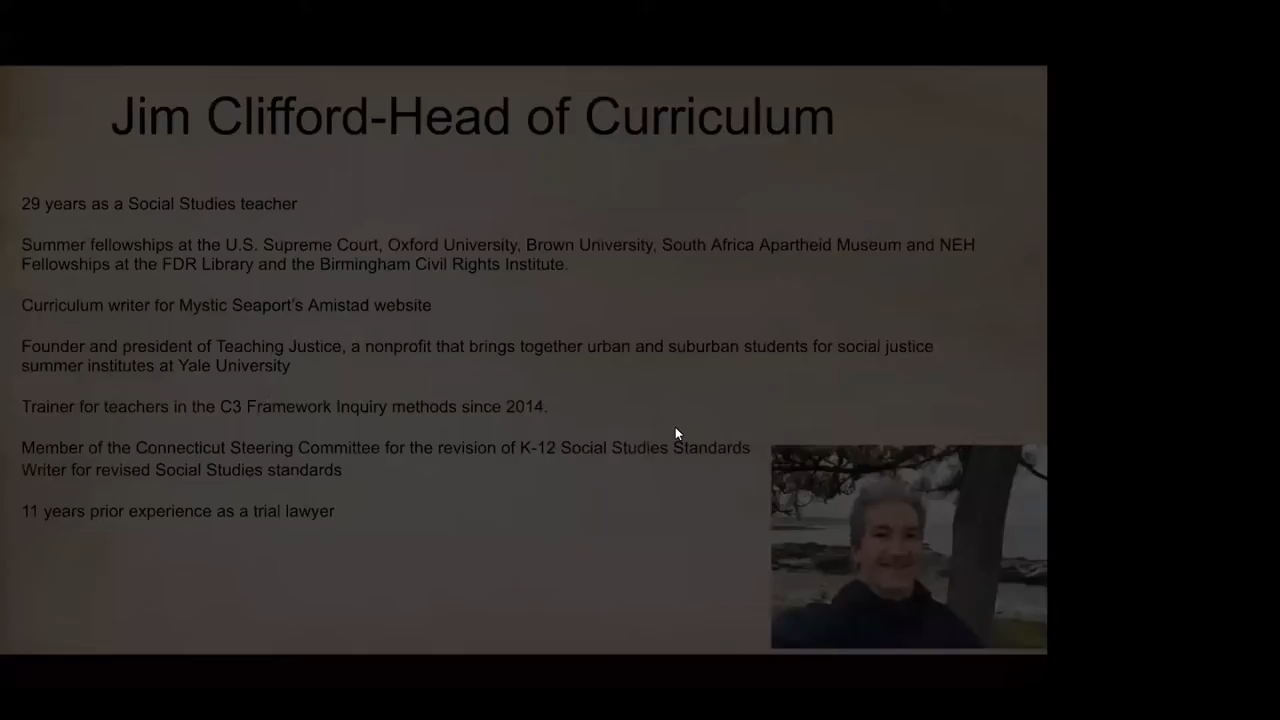 Jim Clifford-Head of Curriculum
29 years as a Social Studies teacher
Summer fellowships at the U.S. Supreme Court, Oxford University, Brown University, South Africa Apartheid Museum and NEH
Fellowships at the FDR Library and the Birmingham Civil Rights Institute.
Curriculum writer for Mystic Seaport's Amistad website
Founder and president of Teaching Justice, a nonprofit that brings together urban and suburban students for social justice
summer institutes at Yale University
Trainer for teachers in the C3 Framework Inquiry methods since 2014.
Member of the Connecticut Steering Committee for the revision of K-12 Social Studies Standards
Writer for revised Social Studies standards
11 years prior experience as a trial lawyer